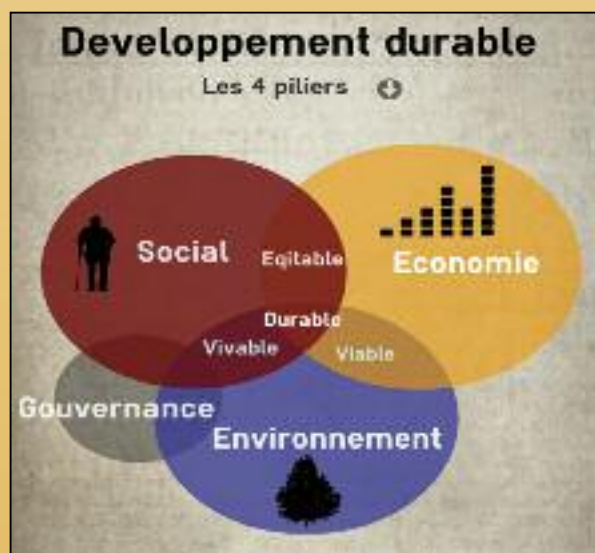 Developpement durable
Les 4 piliers
Social
Eqitable
Economie
Durable
Vivable
Viable
Gouvernance
Environnement